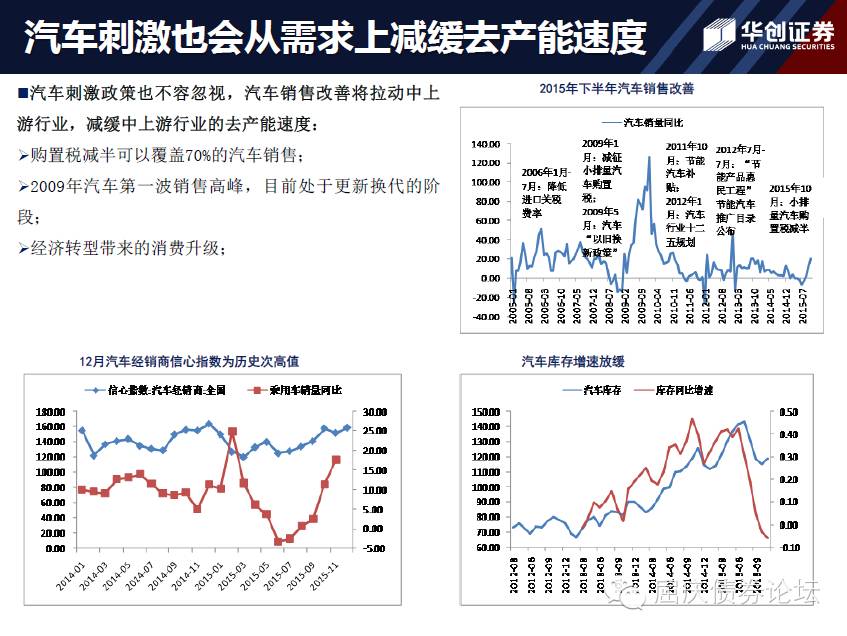 汽车刺激也会从需求上减缓去产能速度
华创证券
HUA CHUANG SECURITIES
■汽车刺激政策也不容忽视，汽车销售改善将拉动中上
游行业，减缓中上游行业的去产能速度：
➢购置税减半可以覆盖70%的汽车销售；
➢2009年汽车第一波销售高峰，目前处于更新换代的阶
段；
➢经济转型带来的消费升级；
2015年下半年汽车销售改善
汽车销量同比
140.00
120.00
100.00
80.00
60.00
40.00
20.00
0.00
-20.00
-40.00
2006年1月-
7月：降低
进口关税
费率
2009年1
月：减征
小排量汽
车购置
税；
2009年5
月：汽车
“以旧换
新政策”
2011年10
月：节能
汽车补
贴；
2012年1
月：汽车
行业十二
五规划
2012年7月-
7月：“节
能产品惠
民工程”
节能汽车
推广目录
公布
2015年10
月：小排
量汽车购
置税减半
2005-01
2005-08
2006-03
2006-10
2007-05
2007-12
2008-07
2009-02
2009-09
2010-04
2010-11
2011-06
2012-01
2012-08
2013-03
2013-10
2014-05
2014-12
2015-07
12月汽车经销商信心指数为历史次高值
信心指数:汽车经销商:全国
乘用车销量同比
180.00
160.00
140.00
120.00
100.00
80.00
60.00
40.00
20.00
0.00
30.00
25.00
20.00
15.00
10.00
5.00
0.00
-5.00
2014-01
2014-03
2014-05
2014-07
2014-09
2014-11
2015-01
2015-03
2015-05
2015-07
2015-09
2015-11
汽车库存增速放缓
汽车库存
库存同比增速
150.00
140.00
130.00
120.00
110.00
100.00
90.00
80.00
70.00
60.00
0.50
0.40
0.30
0.20
0.10
0.00
-0.10
2012-03
2012-06
2012-09
2012-12
2013-03
2013-06
2013-09
2013-12
2014-03
2014-06
2014-09
2014-12
2015-03
2015-06
2015-09
屈庆债券论坛